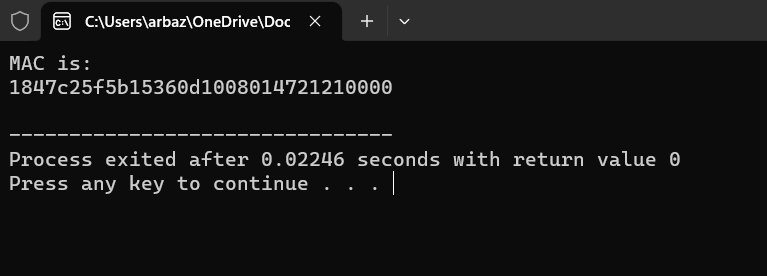 C:\Users\arbaz\OneDrive\Doc
MAC is:
1847c25f5b15360d1008014721210000
--------------------------------
Process exited after 0.02246 seconds with return value 0
Press any key to continue . . .